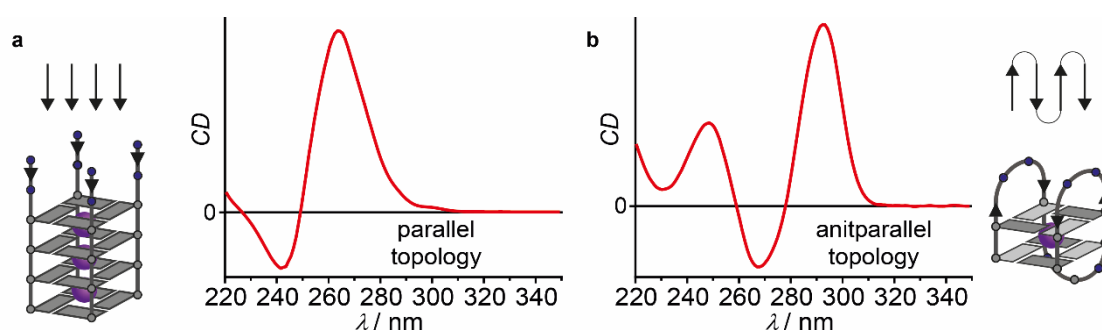 a
CD
0
parallel
topology
220 240 260 280 300 320 340
λ / nm
b
CD
0
anitparallel
topology
220 240 260 280 300 320 340
λ / nm